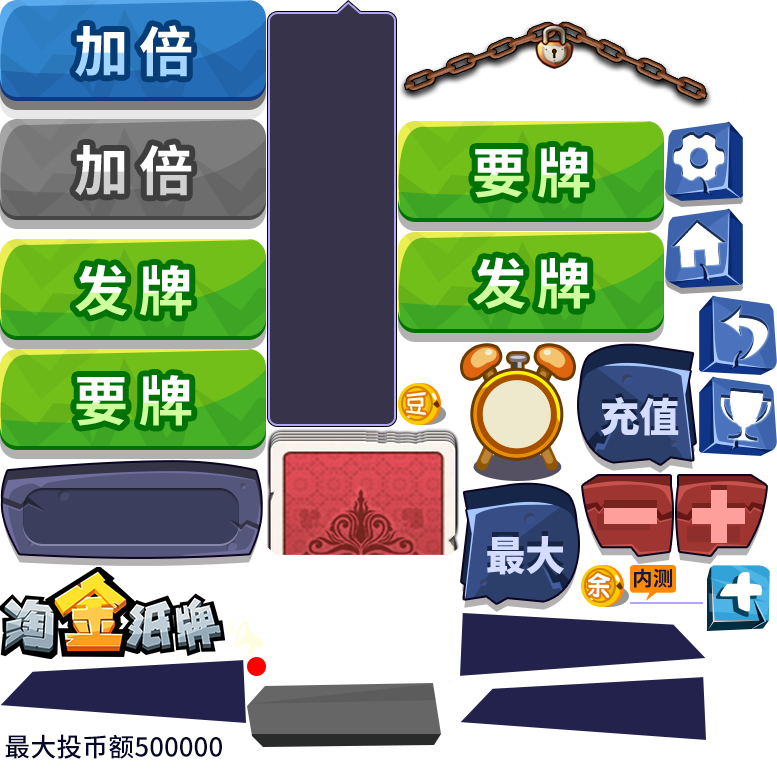 加倍
加倍
要牌
发牌
发牌
要牌
豆
充值
最大
余
内测
淘金纸牌
最大投币额500000